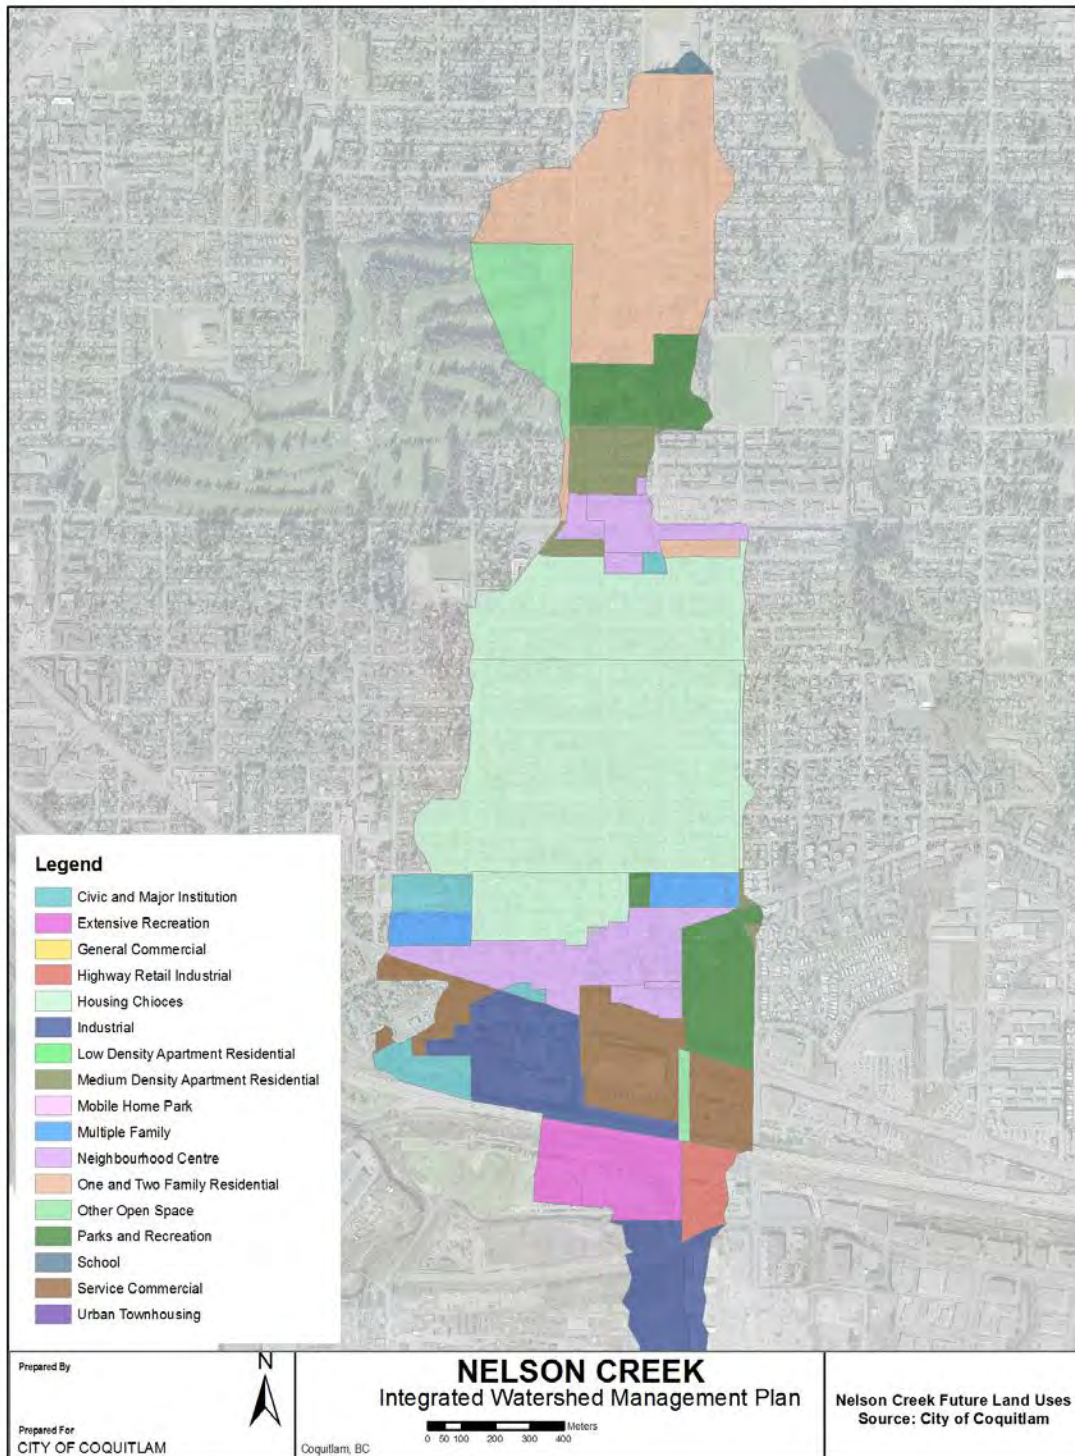 Legend
Civic and Major Institution
Extensive Recreation
General Commercial
Highway Retail Industrial
Housing Chioces
Industrial
Low Density Apartment Residential
Medium Density Apartment Residential
Mobile Home Park
Multiple Family
Neighbourhood Centre
One and Two Family Residential
Other Open Space
Parks and Recreation
School
Service Commercial
Urban Townhousing
Prepared By
Prepared For
CITY OF COQUITLAM
N
NELSON CREEK
Integrated Watershed Management Plan
Meters
0 50 100 200 300 400
Coquitlam, BC
Nelson Creek Future Land Uses
Source: City of Coquitlam